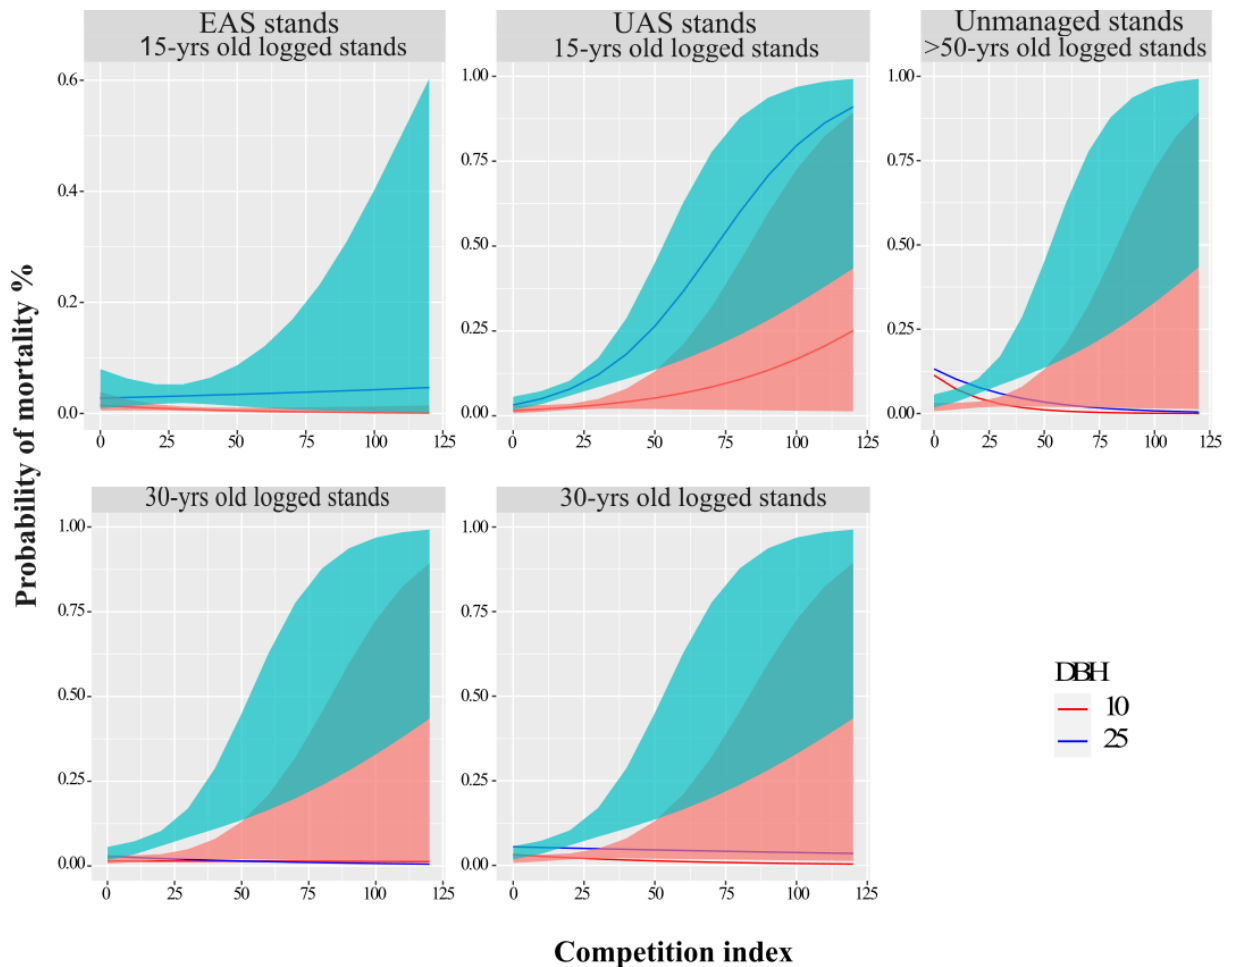 EAS stands
15-yrs old logged stands
UAS stands
15-yrs old logged stands
Unmanaged stands
>50-yrs old logged stands
0.6
0.4
0.2
0.0
0 25 50 75 100 125
1.00
0.75
0.50
0.25
0.00
0 25 50 75 100 125
1.00
0.75
0.50
0.25
0.00
0 25 50 75 100 125
Probability of mortality %
30-yrs old logged stands
1.00
0.75
0.50
0.25
0.00
0 25 50 75 100 125
30-yrs old logged stands
1.00
0.75
0.50
0.25
0.00
0 25 50 75 100 125
DBH
10
25
Competition index